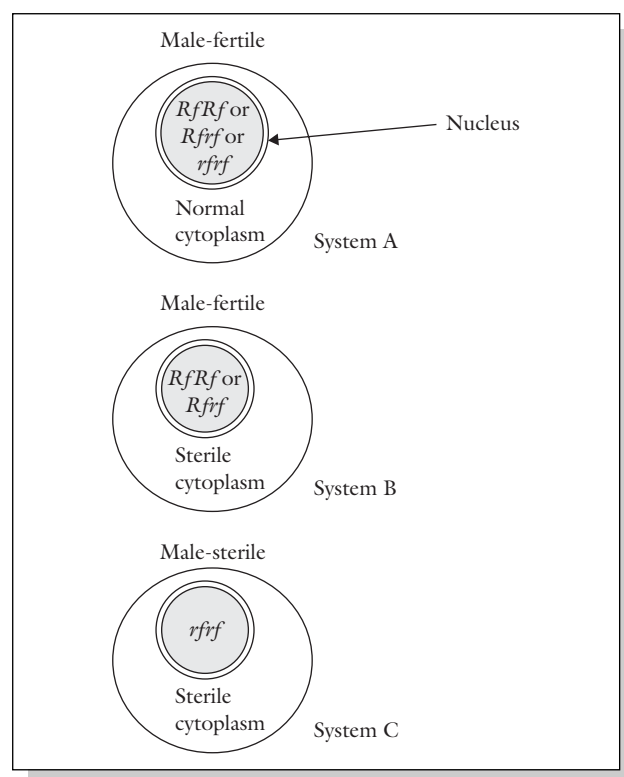 Male-fertile
RfRf or
Rfrf or
rfrf
Nucleus
Normal
cytoplasm
System A
Male-fertile
RfRf or
Rfrf
Sterile
cytoplasm
System B
Male-sterile
rfrf
Sterile
cytoplasm
System C